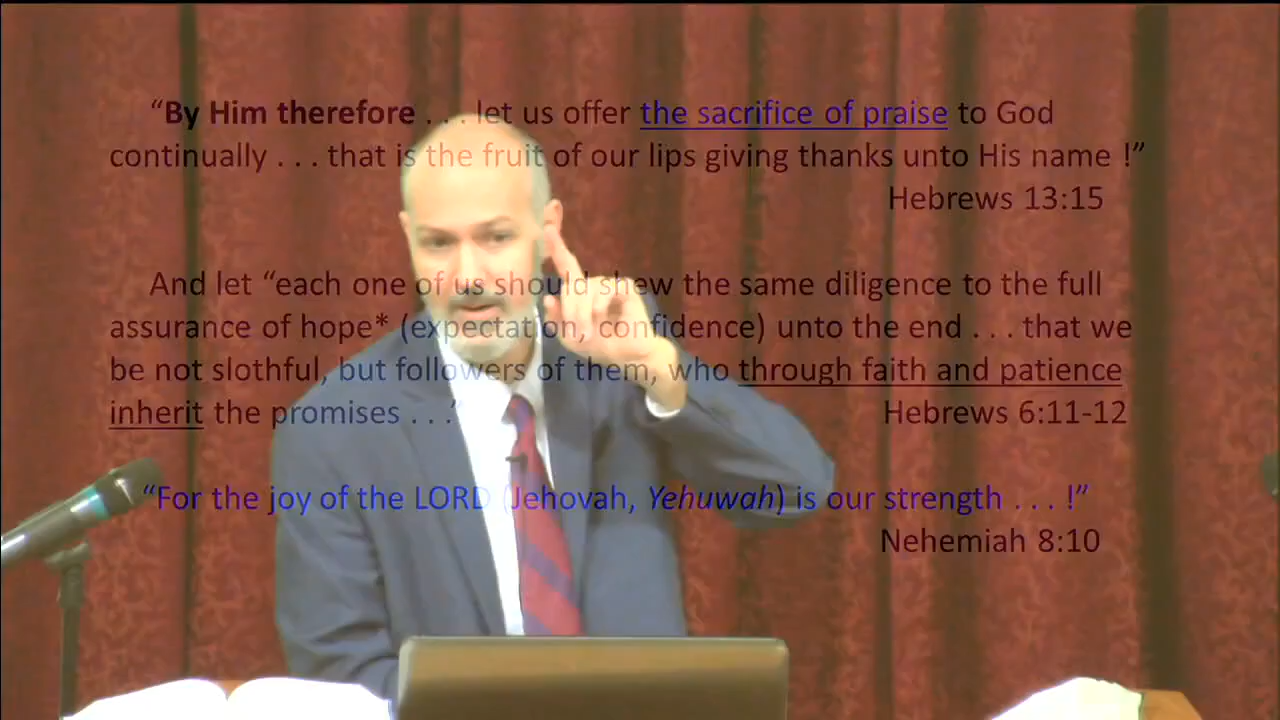 “By Him therefore . . . let us offer the sacrifice of praise to God
continually . . . that is the fruit of our lips giving thanks unto His name !”
Hebrews 13:15
And let “each one of us should shew the same diligence to the full
assurance of hope* (expectation, confidence) unto the end . . . that we
be not slothful, but followers of them, who through faith and patience
inherit the promises . . .” Hebrews 6:11-12
“For the joy of the LORD (Jehovah, Yehuwah) is our strength . . . !”
Nehemiah 8:10